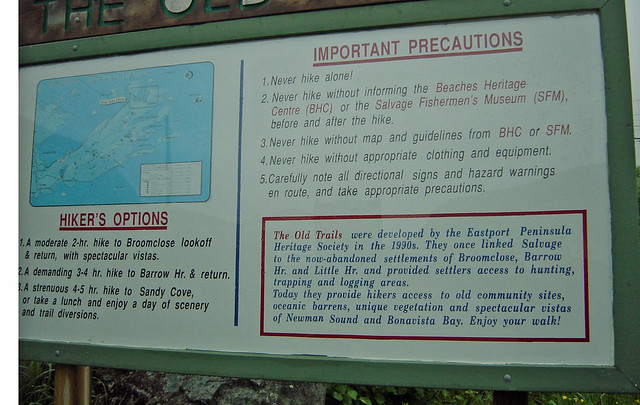 THE OLD
IMPORTANT PRECAUTIONS
1. Never hike alone!
2. Never hike without informing the Beaches Heritage
Centre (BHC) or the Salvage Fishermen's Museum (SFM),
before and after the hike.
3. Never hike without map and guidelines from BHC or SFM.
4. Never hike without appropriate clothing and equipment.
5. Carefully note all directional signs and hazard warnings
en route, and take appropriate precautions.
HIKER'S OPTIONS
1. A moderate 2-hr. hike to Broomclose lookoff
& return, with spectacular vistas.
2. A demanding 3-4 hr. hike to Barrow Hr. & return.
3. A strenuous 4-5 hr. hike to Sandy Cove,
or take a lunch and enjoy a day of scenery
and trail diversions.
The Old Trails were developed by the Eastport Peninsula
Heritage Society in the 1990s. They once linked Salvage
to the now-abandoned settlements of Broomclose, Barrow
Hr. and Little Hr. and provided settlers access to hunting,
trapping and logging areas.
Today they provide hikers access to old community sites,
oceanic barrens, unique vegetation and spectacular vistas
of Newman Sound and Bonavista Bay. Enjoy your walk!